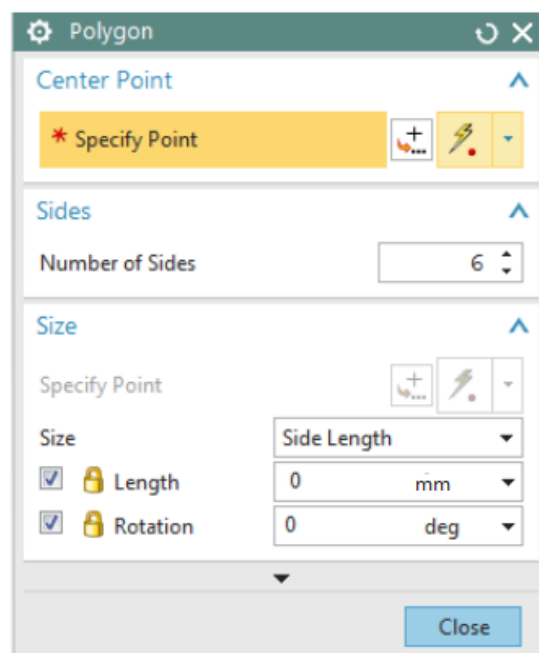 Polygon
Center Point
* Specify Point
Sides
Number of Sides 6
Size
Specify Point
Size Side Length
Length 0 mm
Rotation 0 deg
Close